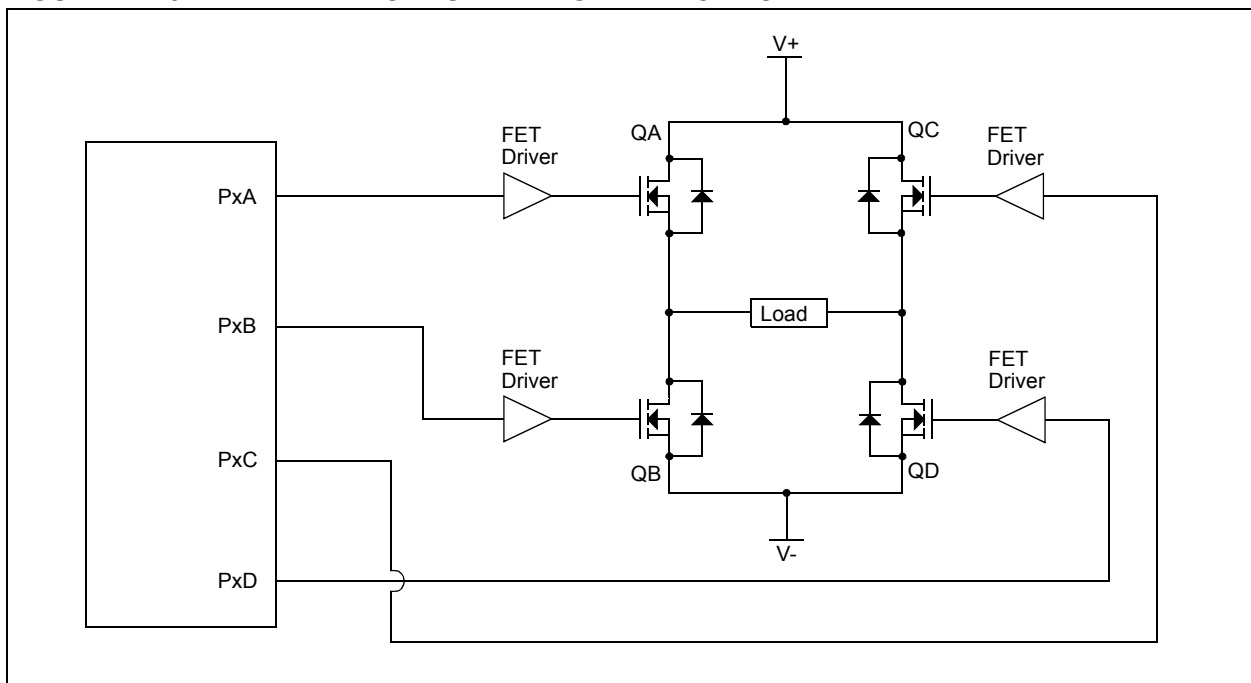 V+
QA
QC
FET
Driver
FET
Driver
PxA
Load
PxB
FET
Driver
FET
Driver
PxC
QB
QD
V-
PxD